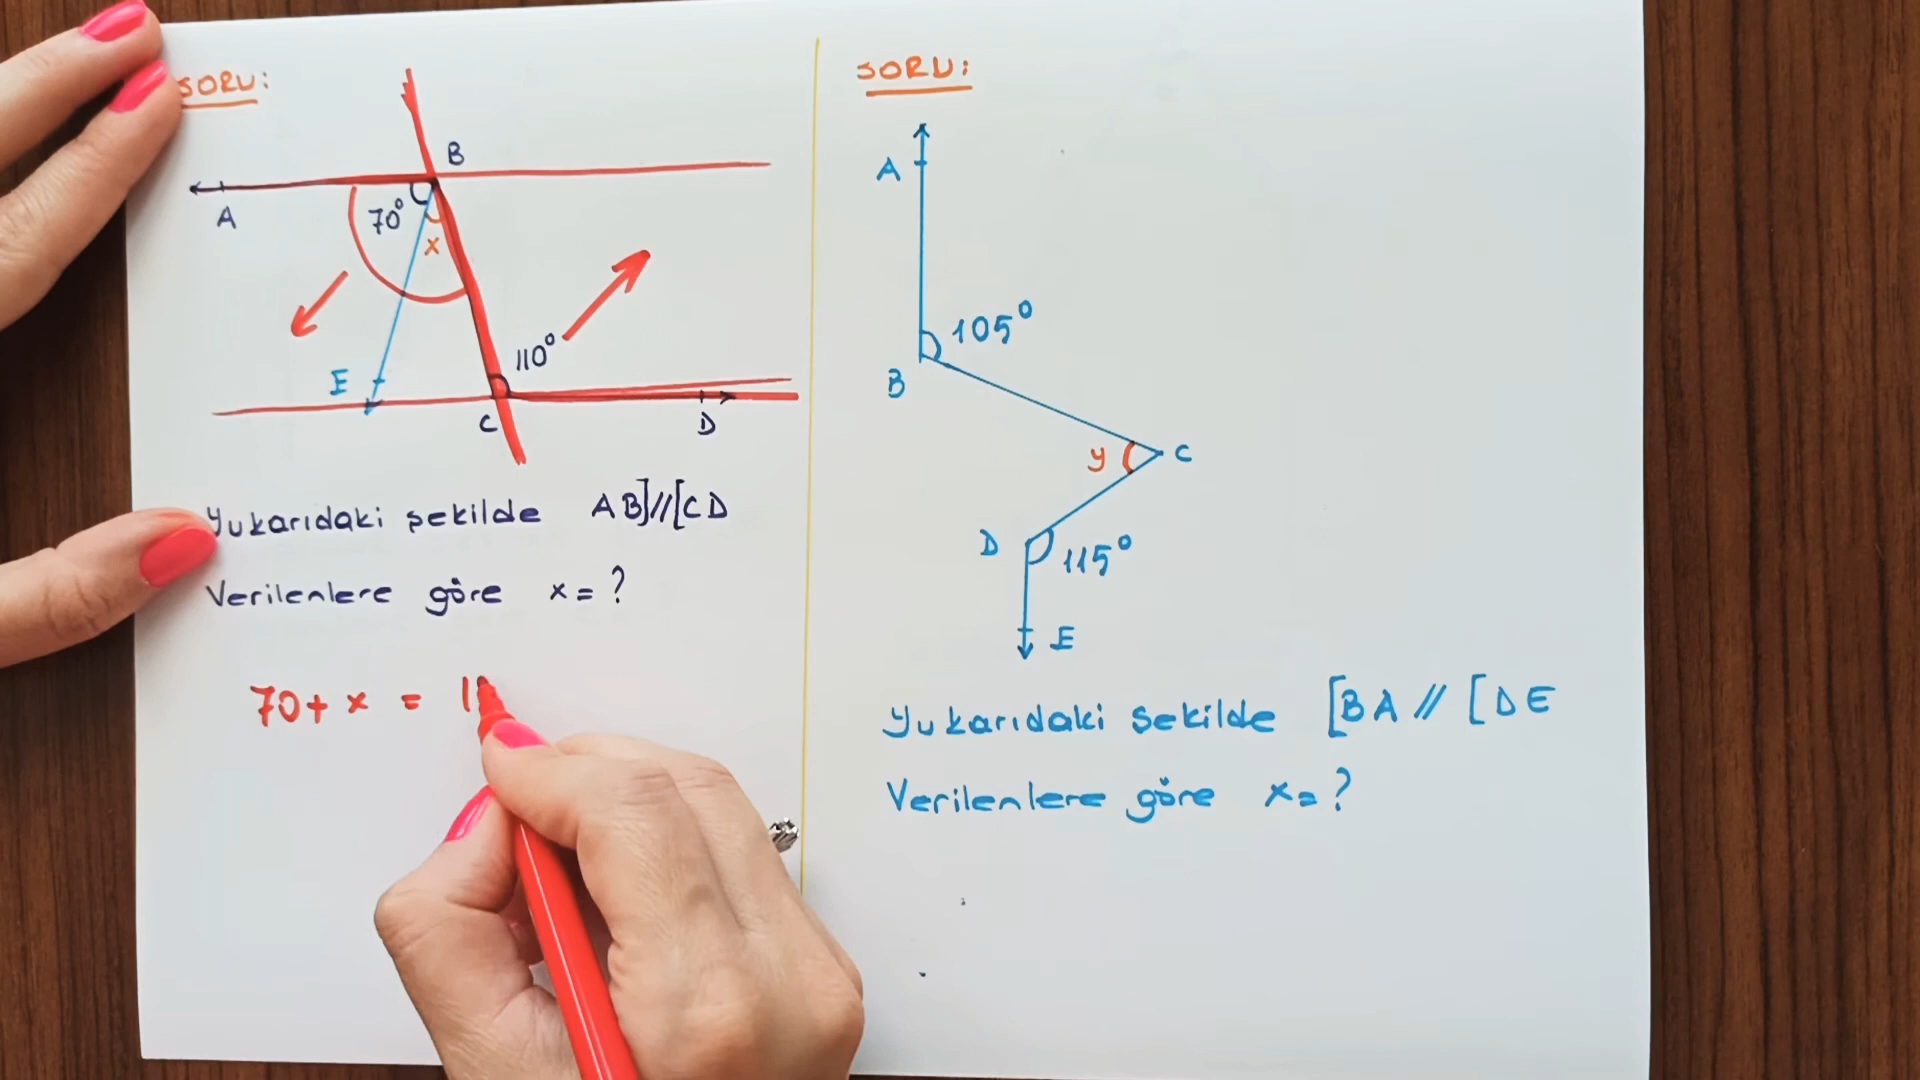 SORU:
B
A
70°
x
110°
E
C
D
Yukarıdaki şekilde AB]//[CD
Verilenlere göre x=?
70+ x =
SORU:
A
105°
B
y
C
D
115°
E
Yukarıdaki şekilde [BA // [DE
Verilenlere göre x=?